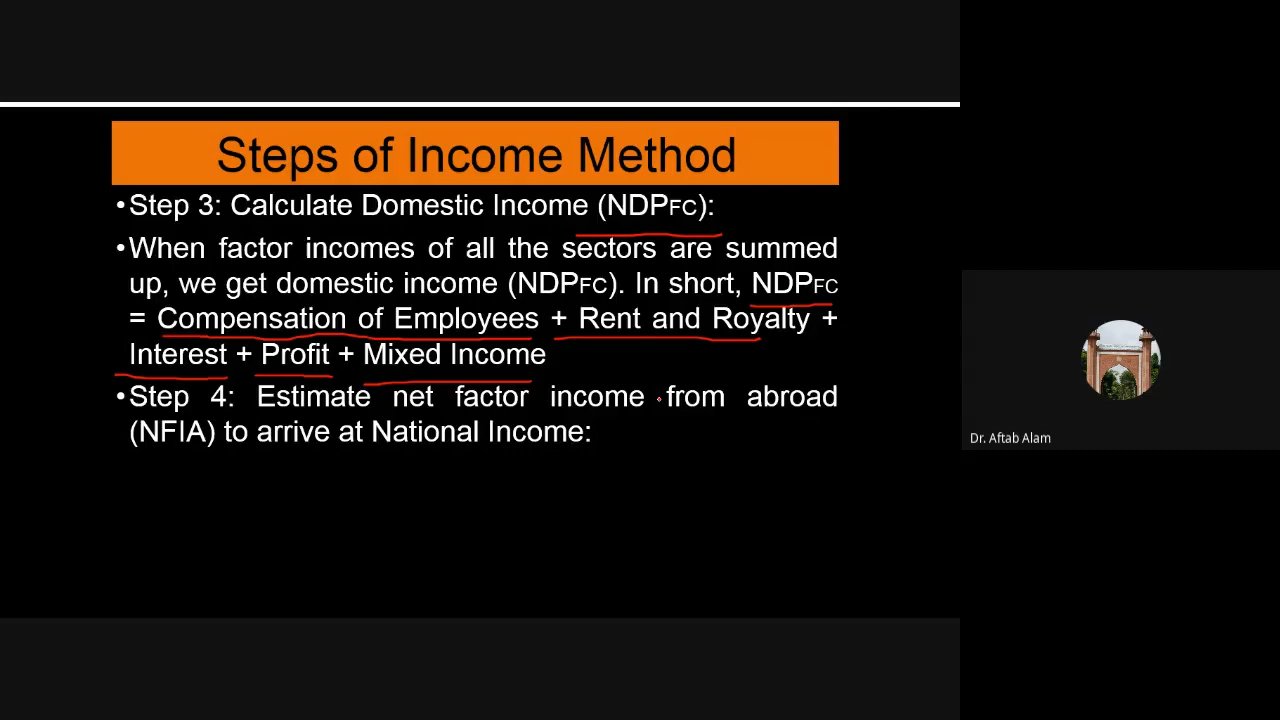 Steps of Income Method
•Step 3: Calculate Domestic Income (NDPFC):
•When factor incomes of all the sectors are summed
up, we get domestic income (NDPFC). In short, NDPFC
= Compensation of Employees + Rent and Royalty +
Interest + Profit + Mixed Income
•Step 4: Estimate net factor income from abroad
(NFIA) to arrive at National Income:
Dr. Aftab Alam